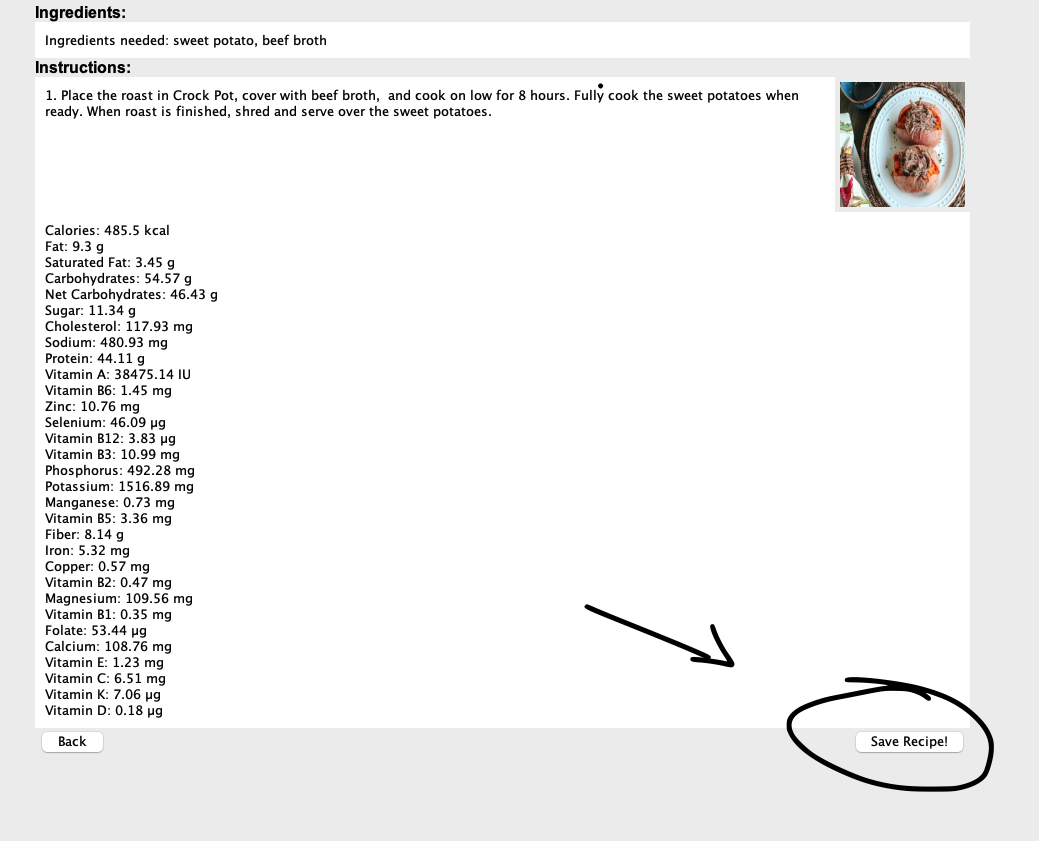 Ingredients:
Ingredients needed: sweet potato, beef broth
Instructions:
1. Place the roast in Crock Pot, cover with beef broth,  and cook on low for 8 hours. Fully cook the sweet potatoes when
ready. When roast is finished, shred and serve over the sweet potatoes.
Calories: 485.5 kcal
Fat: 9.3 g
Saturated Fat: 3.45 g
Carbohydrates: 54.57 g
Net Carbohydrates: 46.43 g
Sugar: 11.34 g
Cholesterol: 117.93 mg
Sodium: 480.93 mg
Protein: 44.11 g
Vitamin A: 38475.14 IU
Vitamin B6: 1.45 mg
Zinc: 10.76 mg
Selenium: 46.09 µg
Vitamin B12: 3.83 µg
Vitamin B3: 10.99 mg
Phosphorus: 492.28 mg
Potassium: 1516.89 mg
Manganese: 0.73 mg
Vitamin B5: 3.36 mg
Fiber: 8.14 g
Iron: 5.32 mg
Copper: 0.57 mg
Vitamin B2: 0.47 mg
Magnesium: 109.56 mg
Vitamin B1: 0.35 mg
Folate: 53.44 µg
Calcium: 108.76 mg
Vitamin E: 1.23 mg
Vitamin C: 6.51 mg
Vitamin K: 7.06 µg
Vitamin D: 0.18 µg
Back
Save Recipe!